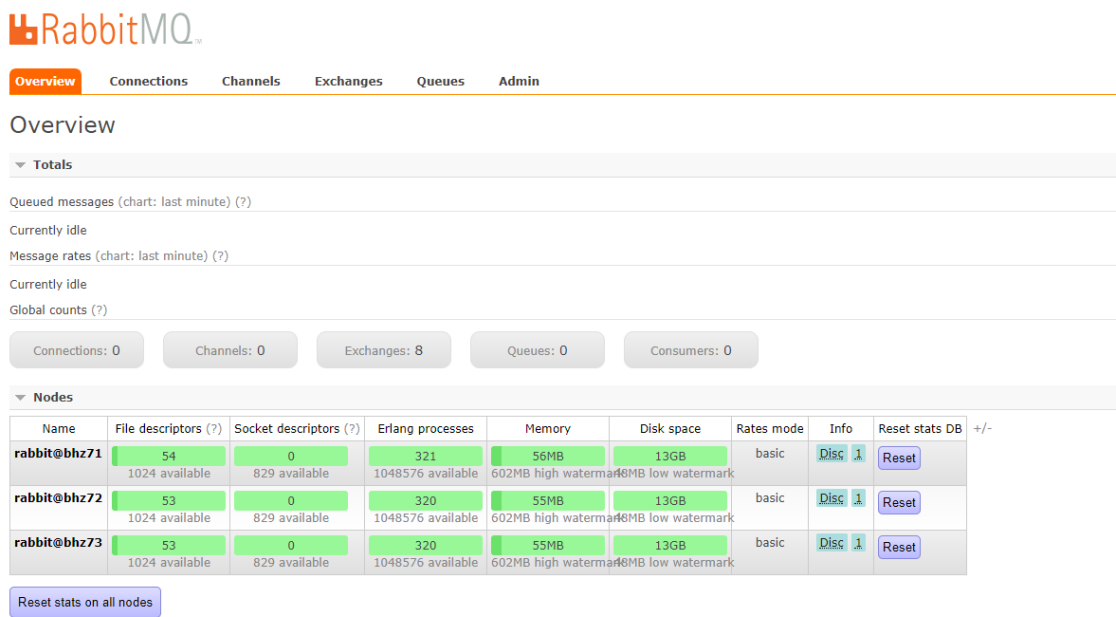 RabbitMQ TM
Overview Connections Channels Exchanges Queues Admin
Overview
Totals
Queued messages (chart: last minute) (?)
Currently idle
Message rates (chart: last minute) (?)
Currently idle
Global counts (?)
Connections: 0 Channels: 0 Exchanges: 8 Queues: 0 Consumers: 0
Nodes
Name File descriptors (?) Socket descriptors (?) Erlang processes Memory Disk space Rates mode Info Reset stats DB +/-
rabbit@bhz71 54 0 321 56MB 13GB basic Disc 1 Reset
1024 available 829 available 1048576 available 602MB high watermark 48MB low watermark
rabbit@bhz72 53 0 320 55MB 13GB basic Disc 1 Reset
1024 available 829 available 1048576 available 602MB high watermark 48MB low watermark
rabbit@bhz73 53 0 320 55MB 13GB basic Disc 1 Reset
1024 available 829 available 1048576 available 602MB high watermark 48MB low watermark
Reset stats on all nodes